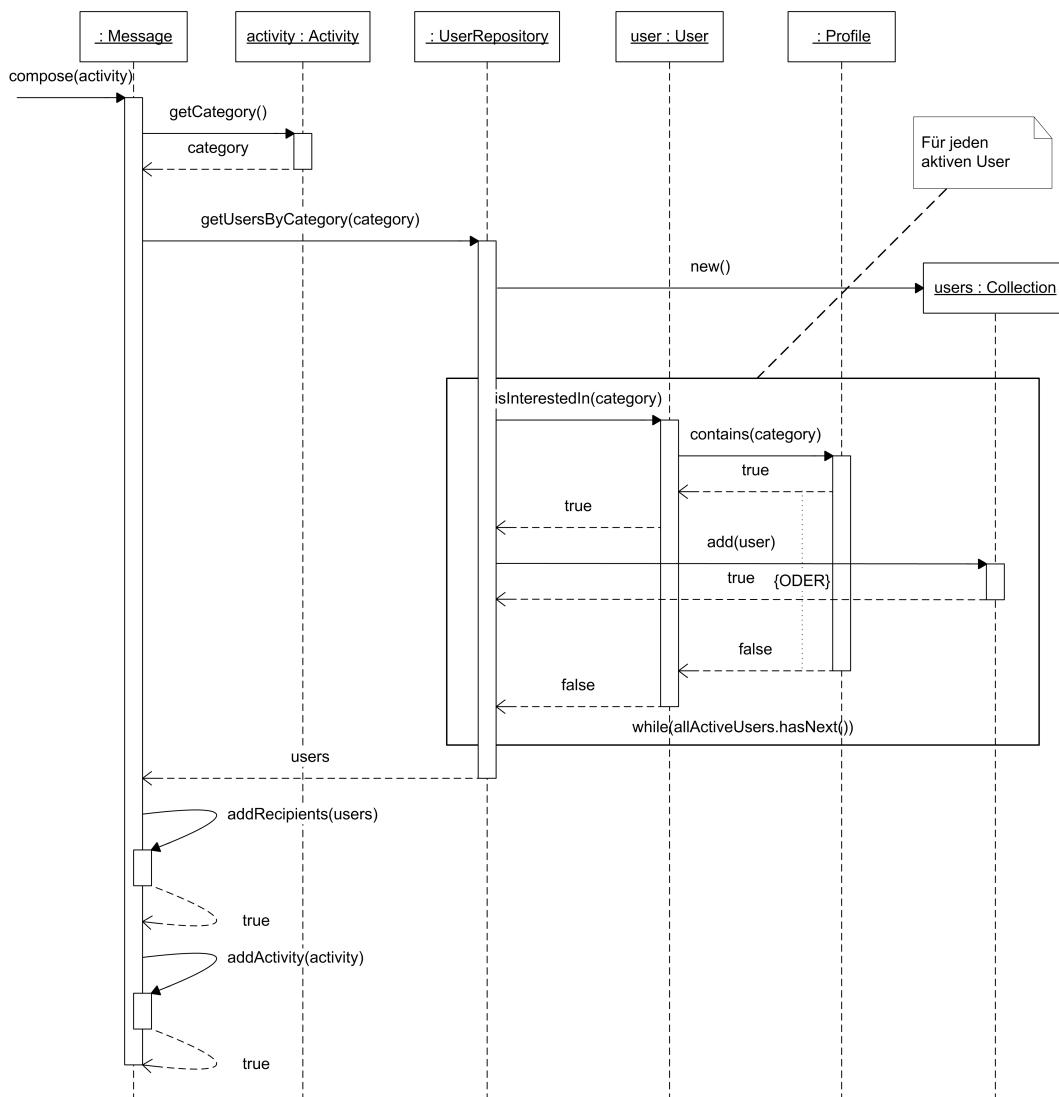 : Message
activity : Activity
: UserRepository
user : User
: Profile
compose(activity)
getCategory()
category
Für jeden
aktiven User
getUsersByCategory(category)
new()
users : Collection
isInterestedIn(category)
contains(category)
true
true
add(user)
true
{ODER}
false
false
while(allActiveUsers.hasNext())
users
addRecipients(users)
true
addActivity(activity)
true